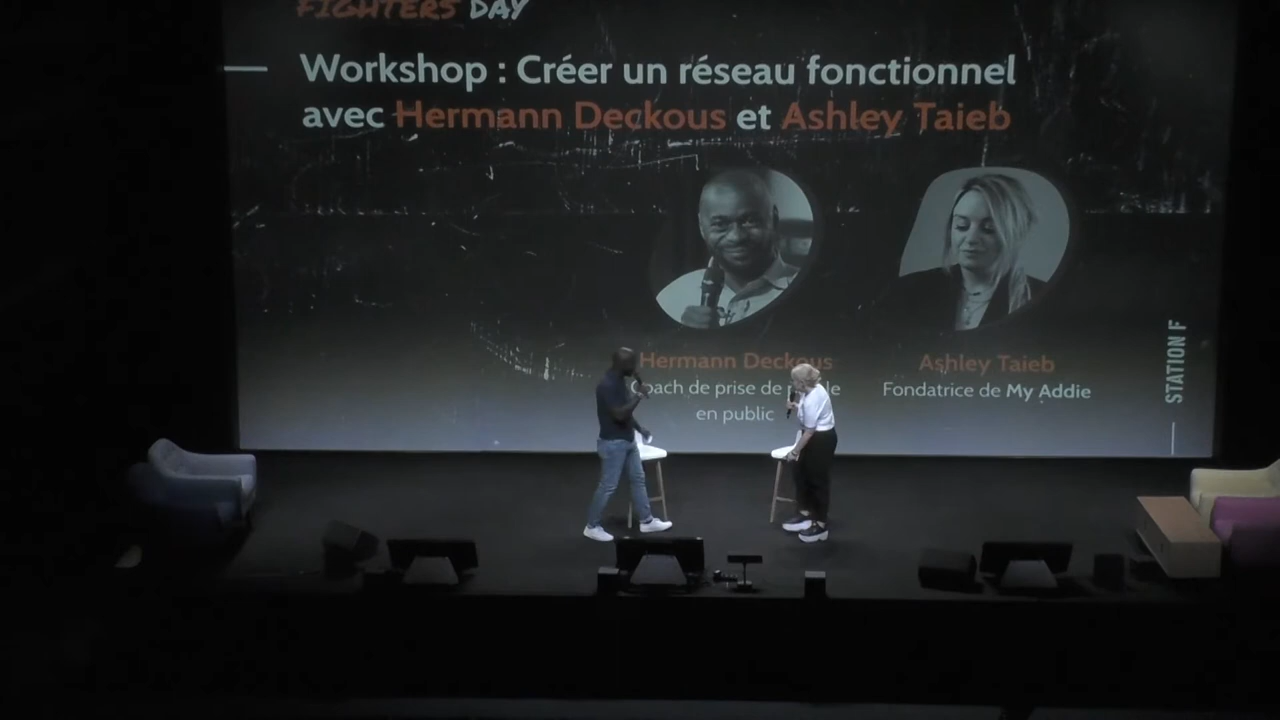 FIGHTERS DAY
Workshop : Créer un réseau fonctionnel
avec Hermann Deckous et Ashley Taieb
Hermann Deckous
Coach de prise de
en public
Ashley Taieb
Fondatrice de My Addie
STATION F